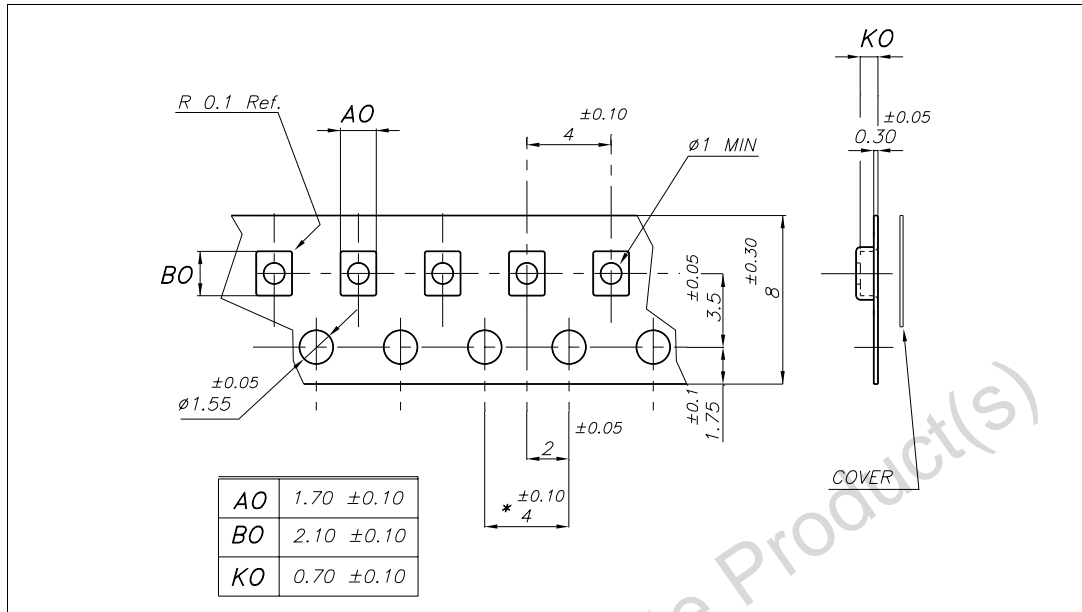 KO
R 0.1 Ref.
AO
±0.10
4
ø1 MIN
±0.05
0.30
BO
±0.05
3.5
±0.30
8
±0.05
ø1.55
±0.1
1.75
±0.05
2
±0.10
* 4
COVER
AO 1.70 ±0.10
BO 2.10 ±0.10
KO 0.70 ±0.10
Product(s)